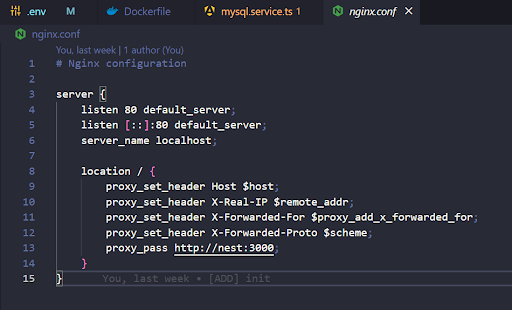 .env Dockerfile mysql.service.ts 1 nginx.conf
nginx.conf
You, last week | 1 author (You)
1 # Nginx configuration
2
3 server {
4 listen 80 default_server;
5 listen [::]:80 default_server;
6 server_name localhost;
7
8 location / {
9 proxy_set_header Host $host;
10 proxy_set_header X-Real-IP $remote_addr;
11 proxy_set_header X-Forwarded-For $proxy_add_x_forwarded_for;
12 proxy_set_header X-Forwarded-Proto $scheme;
13 proxy_pass http://nest:3000;
14 }
15 } You, last week • [ADD] init